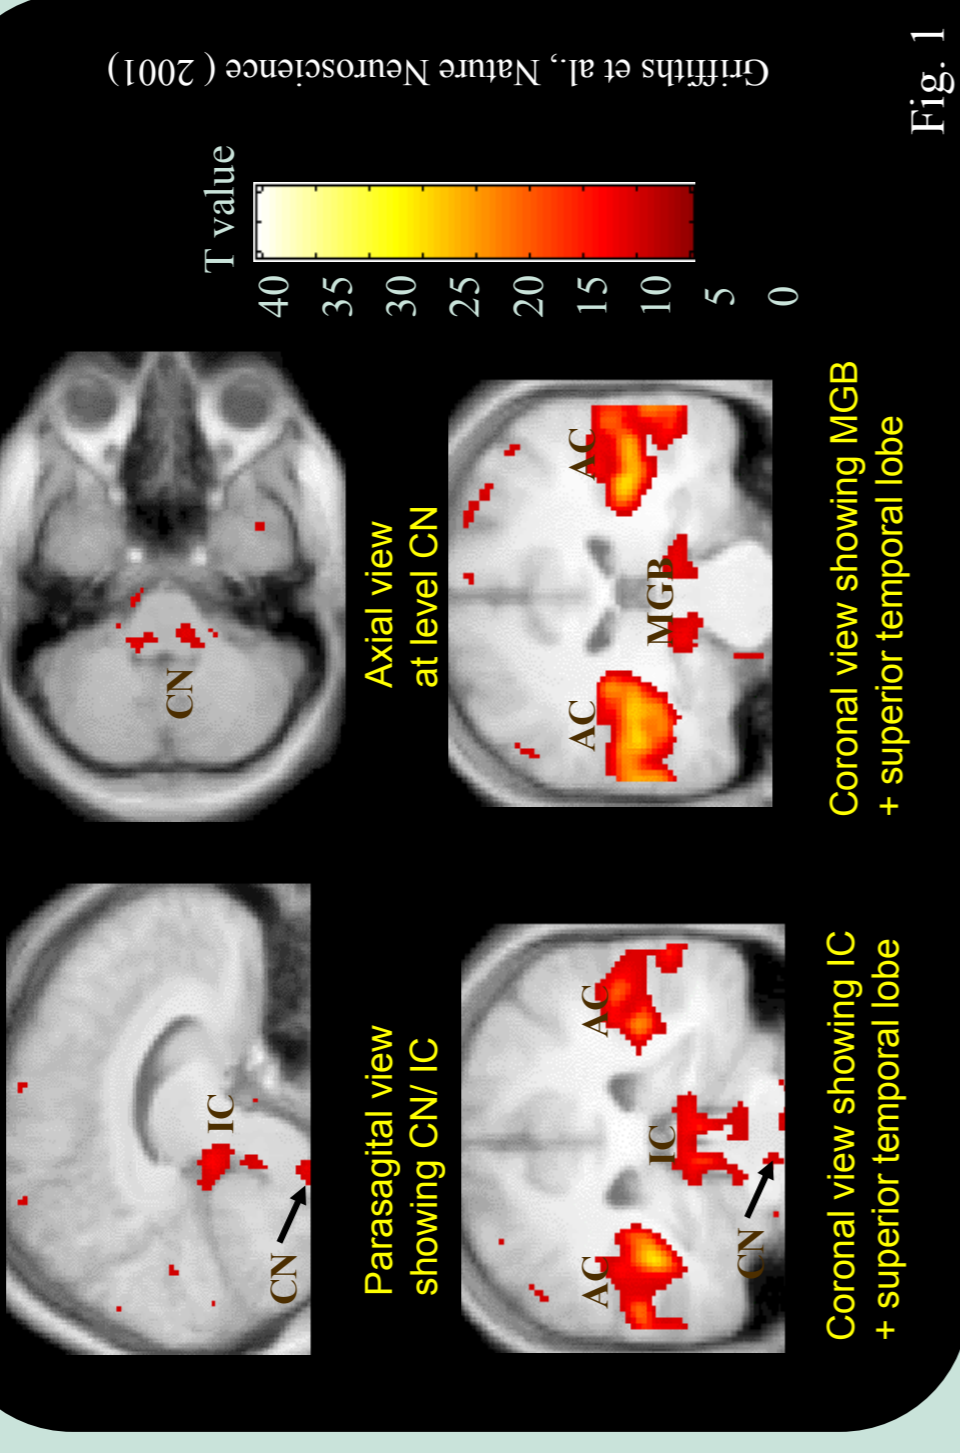 Fig. 1
CN
IC
CN
Parasagital view
showing CN/ IC
CN
Axial view
at level CN
T value
40
35
30
25
20
15
10
5
0
Griffiths et al., Nature Neuroscience ( 2001)
AC
IC
AC
CN
Coronal view showing IC
+ superior temporal lobe
AC
MGB
AC
Coronal view showing MGB
+ superior temporal lobe